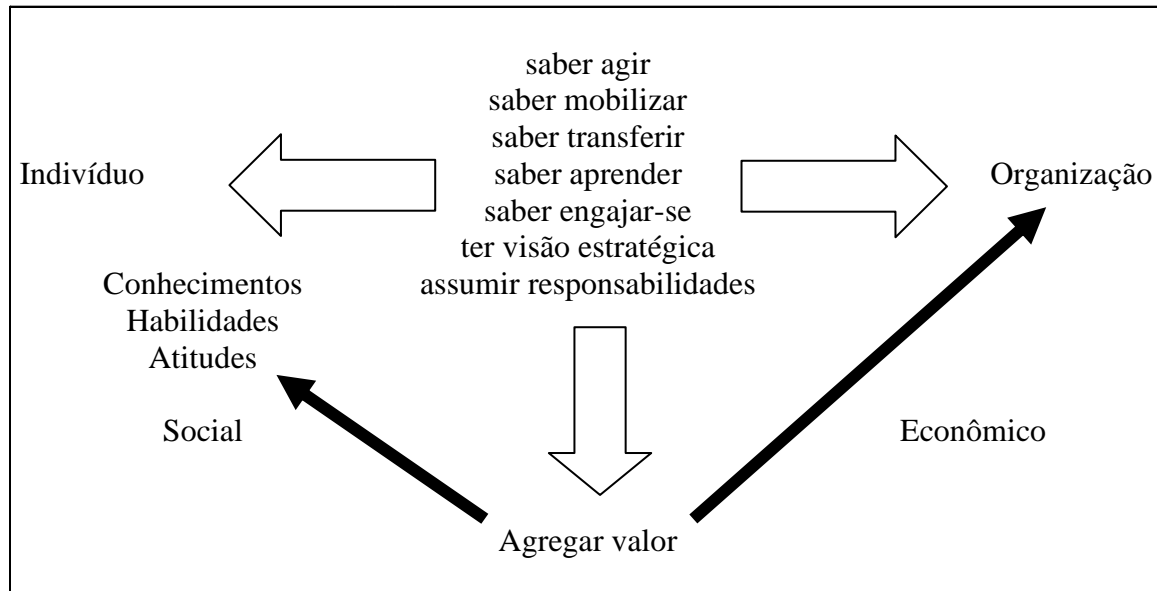 saber agir
saber mobilizar
saber transferir
Indivíduo
saber aprender
Organização
saber engajar-se
ter visão estratégica
assumir responsabilidades
Conhecimentos
Habilidades
Atitudes
Social
Econômico
Agregar valor